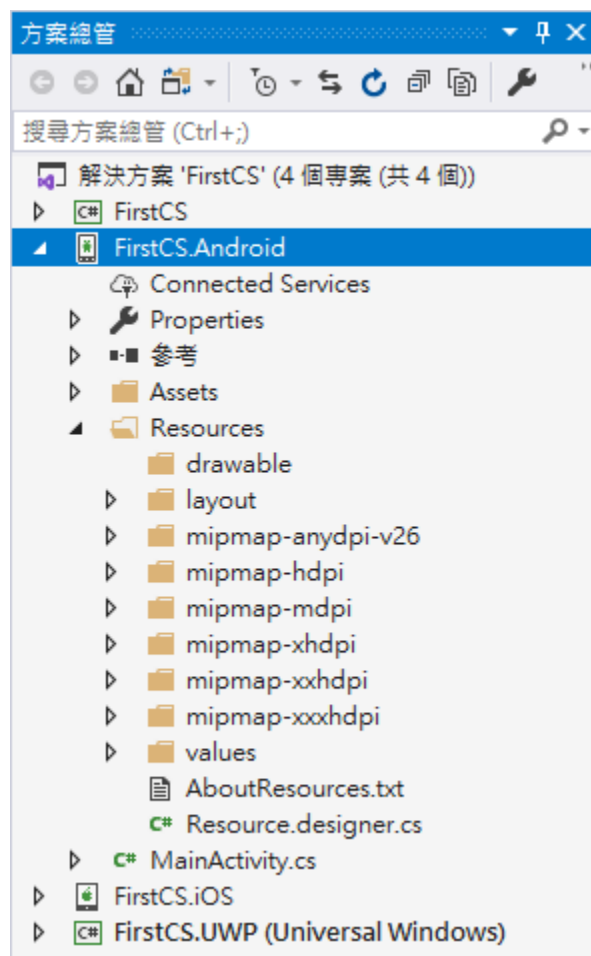 方案總管
搜尋方案總管 (Ctrl+;)
解決方案 'FirstCS' (4 個專案 (共 4 個))
C# FirstCS
FirstCS.Android
Connected Services
Properties
參考
Assets
Resources
drawable
layout
mipmap-anydpi-v26
mipmap-hdpi
mipmap-mdpi
mipmap-xhdpi
mipmap-xxhdpi
mipmap-xxxhdpi
values
AboutResources.txt
C# Resource.designer.cs
C# MainActivity.cs
FirstCS.iOS
C# FirstCS.UWP (Universal Windows)